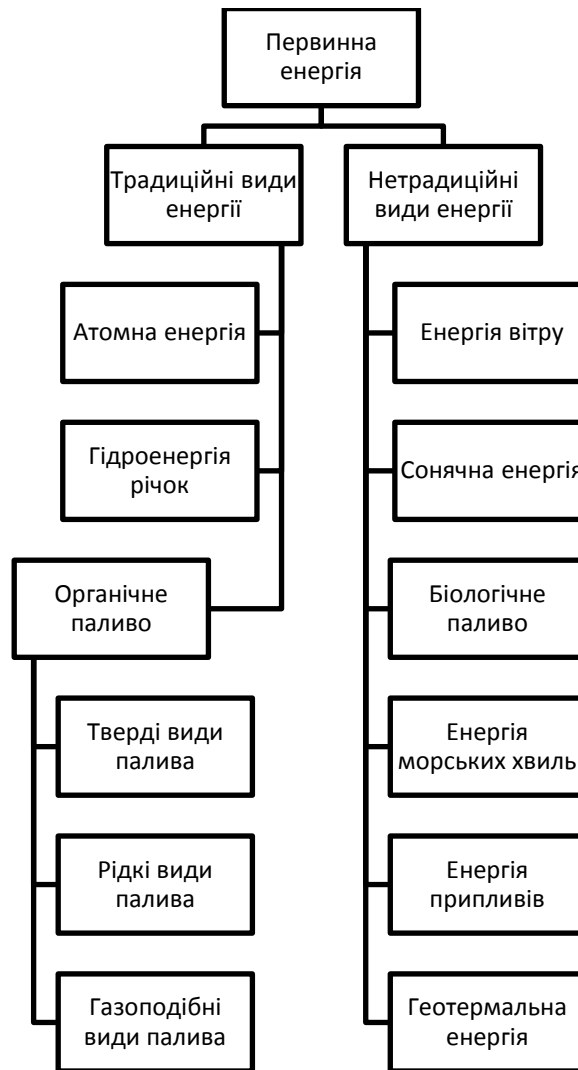 Первинна
енергія
Традиційні види
енергії
Нетрадиційні
види енергії
Атомна енергія
Енергія вітру
Гідроенергія
річок
Сонячна енергія
Органічне
паливо
Біологічне
паливо
Тверді види
палива
Енергія
морських хвиль
Рідкі види
палива
Енергія
припливів
Газоподібні
види палива
Геотермальна
енергія